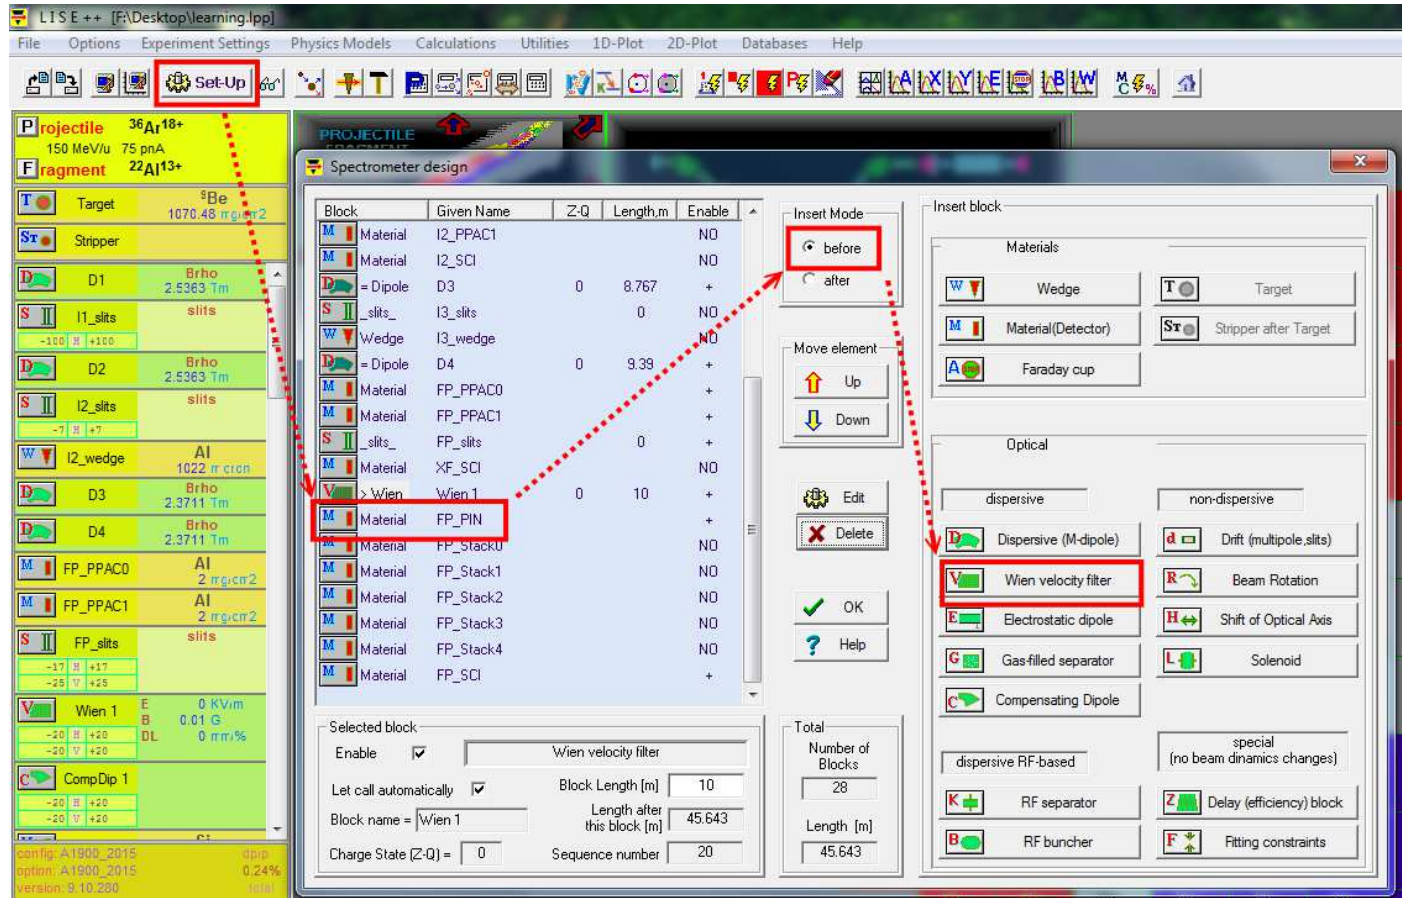 LISE++ [F:\Desktop\learning.lpp]
File Options Experiment Settings Physics Models Calculations Utilities 1D-Plot 2D-Plot Databases Help
Set-Up
Projectile 36Ar18+
150 MeV/u 75 pnA
Fragment 22Al13+
T Target 9Be
1070.48 mg/cm2
ST Stripper
D D1 Brho
2.5363 Tm
S I1_slits slits
-100 H +100
D D2 Brho
2.5363 Tm
S I2_slits slits
-7 H +7
W I2_wedge Al
1022 micron
D D3 Brho
2.3711 Tm
D D4 Brho
2.3711 Tm
M FP_PPAC0 Al
2 mg/cm2
M FP_PPAC1 Al
2 mg/cm2
S FP_slits slits
-17 H +17
-25 V +25
V Wien 1 E 0 KV/m
B 0.01 G
-20 H +20 DL 0 mm/%
-20 V +20
C CompDip 1
-20 H +20
-20 V +20
config: A1900_2015 dpip
option: A1900_2015 0.24%
version: 9.10.280 total
PROJECTILE
FRAGMENT
Spectrometer design
Block Given Name Z-Q Length,m Enable
M Material I2_PPAC1 NO
M Material I2_SCI NO
D = Dipole D3 0 8.767 +
S _slits_ I3_slits 0 NO
W Wedge I3_wedge NO
D = Dipole D4 0 9.39 +
M Material FP_PPAC0 +
M Material FP_PPAC1 +
S _slits_ FP_slits 0 +
M Material XF_SCI NO
V > Wien Wien 1 0 10 +
M Material FP_PIN +
M Material FP_Stack0 NO
M Material FP_Stack1 NO
M Material FP_Stack2 NO
M Material FP_Stack3 NO
M Material FP_Stack4 NO
M Material FP_SCI +
Selected block
Enable Wien velocity filter
Let call automatically Block Length [m] 10
Block name = Wien 1 Length after
this block [m] 45.643
Charge State (Z-Q) = 0 Sequence number 20
Insert Mode
before
after
Move element
Up
Down
Edit
Delete
OK
Help
Total
Number of
Blocks
28
Length [m]
45.643
Insert block
Materials
W Wedge T Target
M Material(Detector) ST Stripper after Target
A Faraday cup
Optical
dispersive non-dispersive
D Dispersive (M-dipole) d Drift (multipole,slits)
V Wien velocity filter R Beam Rotation
E Electrostatic dipole H Shift of Optical Axis
G Gas-filled separator L Solenoid
C Compensating Dipole
dispersive RF-based special
(no beam dinamics changes)
K RF separator Z Delay (efficiency) block
B RF buncher F Fitting constraints